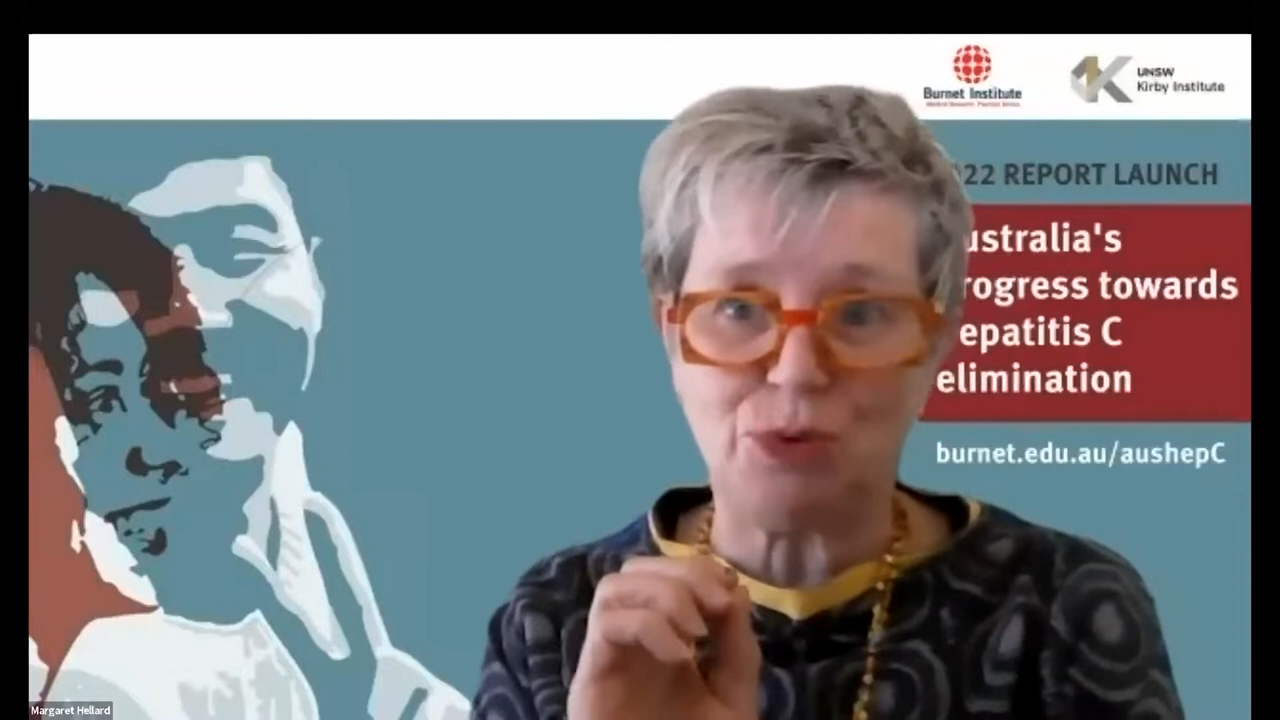 Burnet Institute
UNSW
Kirby Institute
22 REPORT LAUNCH
ustralia's
rogress towards
epatitis C
elimination
burnet.edu.au/aushepC
Margaret Hellard